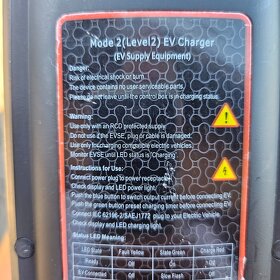 Mode 2(Level2) EV Charger
(EV Supply Equipment)
Danger:
Risk of electrical shock or burn.
The device contains no user serviceable parts.
Please do not leave until the control box is in charging status.
Warning:
Use only with an RCD protected supply.
Do not use if the EVSE, plug or cable is damaged.
Use only for charging compatible electric vehicles.
Monitor EVSE until LED status is Charging.
Instructions for Use:
Connect power plug to power receptacle.
Check display and LED power light.
Push the blue button to switch output current before connecting EV.
Push the green button preset charging timer before connecting EV.
Connect IEC 62196-2/SAEJ1772 plug to your Electric Vehicle.
Check display and LED light.
Status LED Meaning:
LED State Fault Yellow State Green Charge Red
Ready Off On Off
EV Connected Off Slow Flash